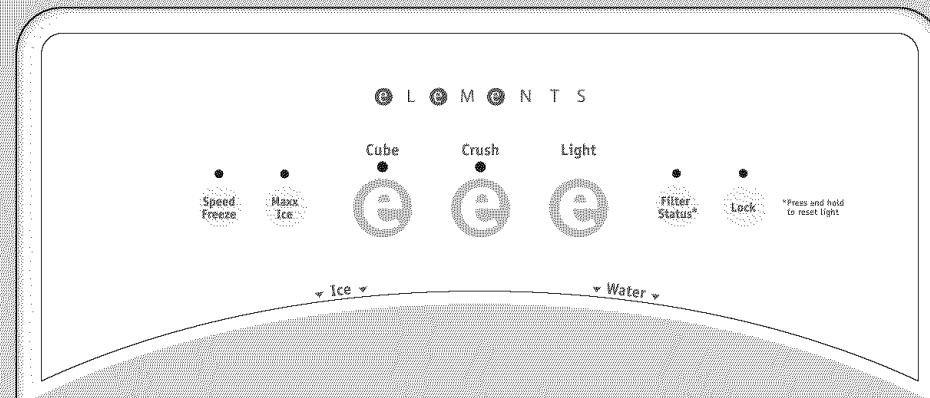 eLeMeNTS
Cube
Crush
Light
Speed
Freeze
Maxx
Ice
e
e
e
Filter
Status*
Lock
*Press and hold
to reset light
Ice
Water